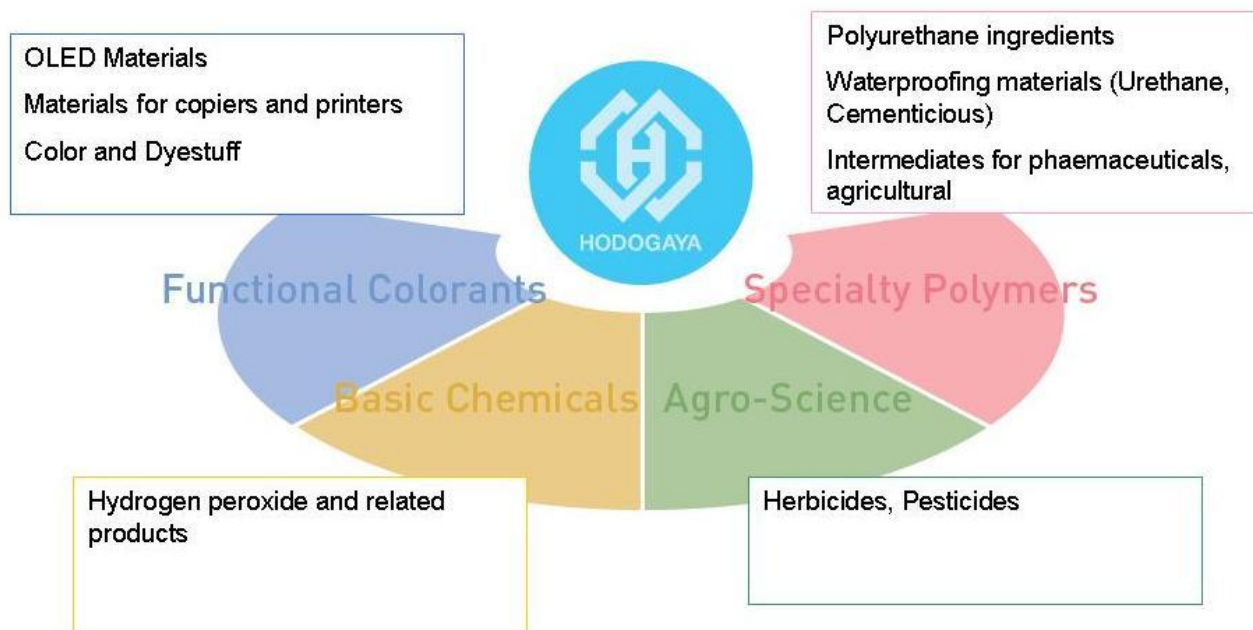 OLED Materials
Materials for copiers and printers
Color and Dyestuff
HODOGAYA
Polyurethane ingredients
Waterproofing materials (Urethane,
Cementicious)
Intermediates for phaemaceuticals,
agricultural
Functional Colorants
Specialty Polymers
Basic Chemicals
Agro-Science
Hydrogen peroxide and related
products
Herbicides, Pesticides